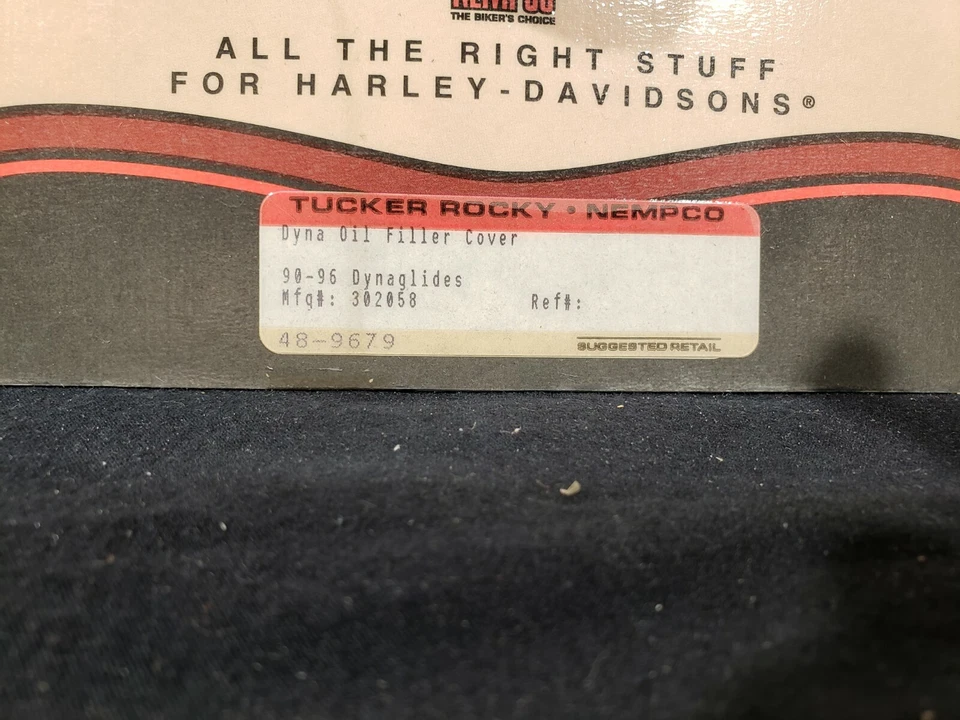 THE BIKER'S CHOICE
ALL THE RIGHT STUFF
FOR HARLEY-DAVIDSONS®
TUCKER ROCKY • NEMPCO
Dyna Oil Filler Cover
90-96 Dynaglides
Mfg#: 302058 Ref#:
48-9679 SUGGESTED RETAIL